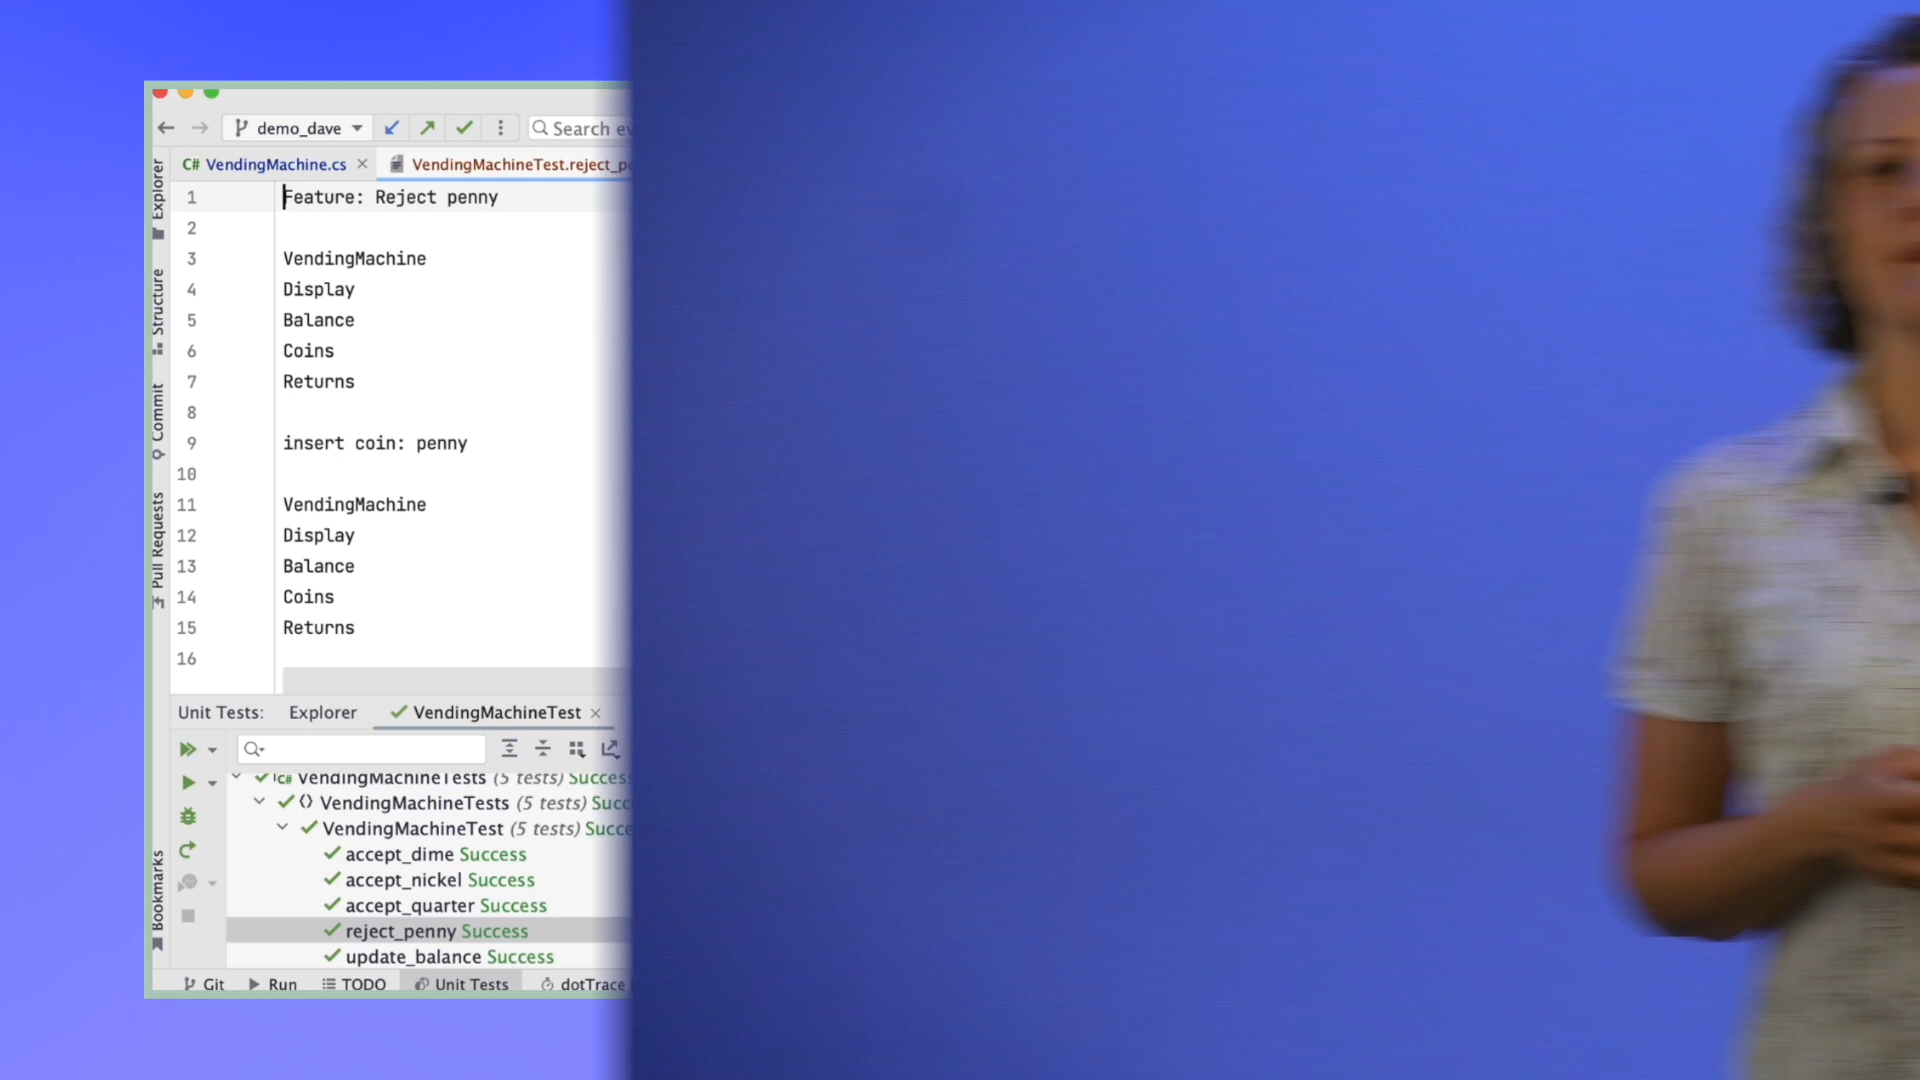 demo_dave
Search
VendingMachine.cs
VendingMachineTest.reject_
Explorer
Structure
Commit
Pull Requests
Bookmarks
1 Feature: Reject penny
2
3 VendingMachine
4 Display
5 Balance
6 Coins
7 Returns
8
9 insert coin: penny
10
11 VendingMachine
12 Display
13 Balance
14 Coins
15 Returns
16
Unit Tests: Explorer VendingMachineTest
C# VendingMachineTests (5 tests) Success
VendingMachineTests (5 tests) Succ
VendingMachineTest (5 tests) Succe
accept_dime Success
accept_nickel Success
accept_quarter Success
reject_penny Success
update_balance Success
Git Run TODO Unit Tests dotTrace